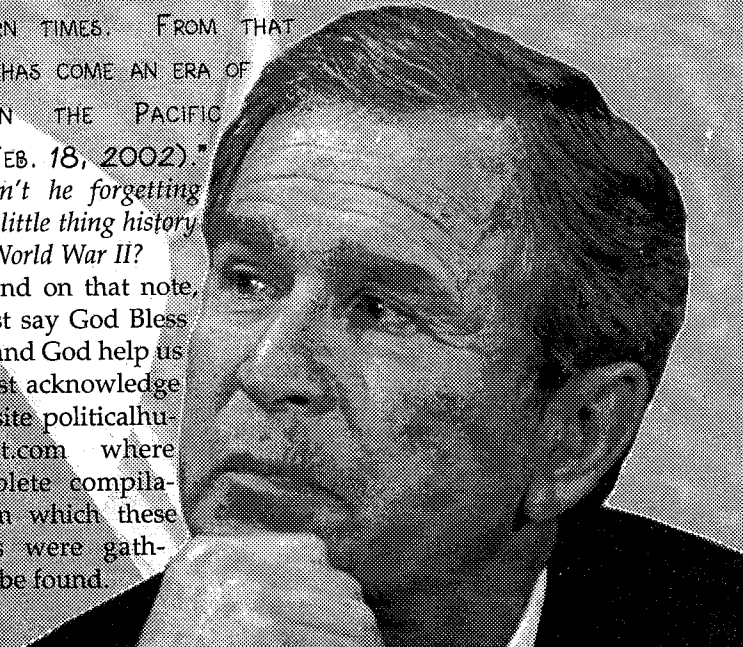 RN TIMES. FROM THAT
HAS COME AN ERA OF
N THE PACIFIC
EB. 18, 2002)."
n't he forgetting
little thing history
World War II?
nd on that note,
st say God Bless
and God help us
st acknowledge
site politicalhu-
t.com where
plete compila-
n which these
s were gath-
be found.